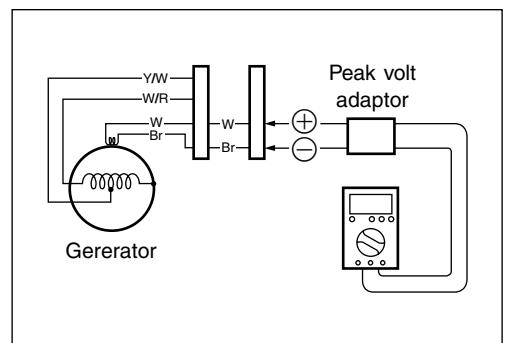 Y/W
W/R
W
Br
W
Br
+
−
Peak volt
adaptor
Gererator